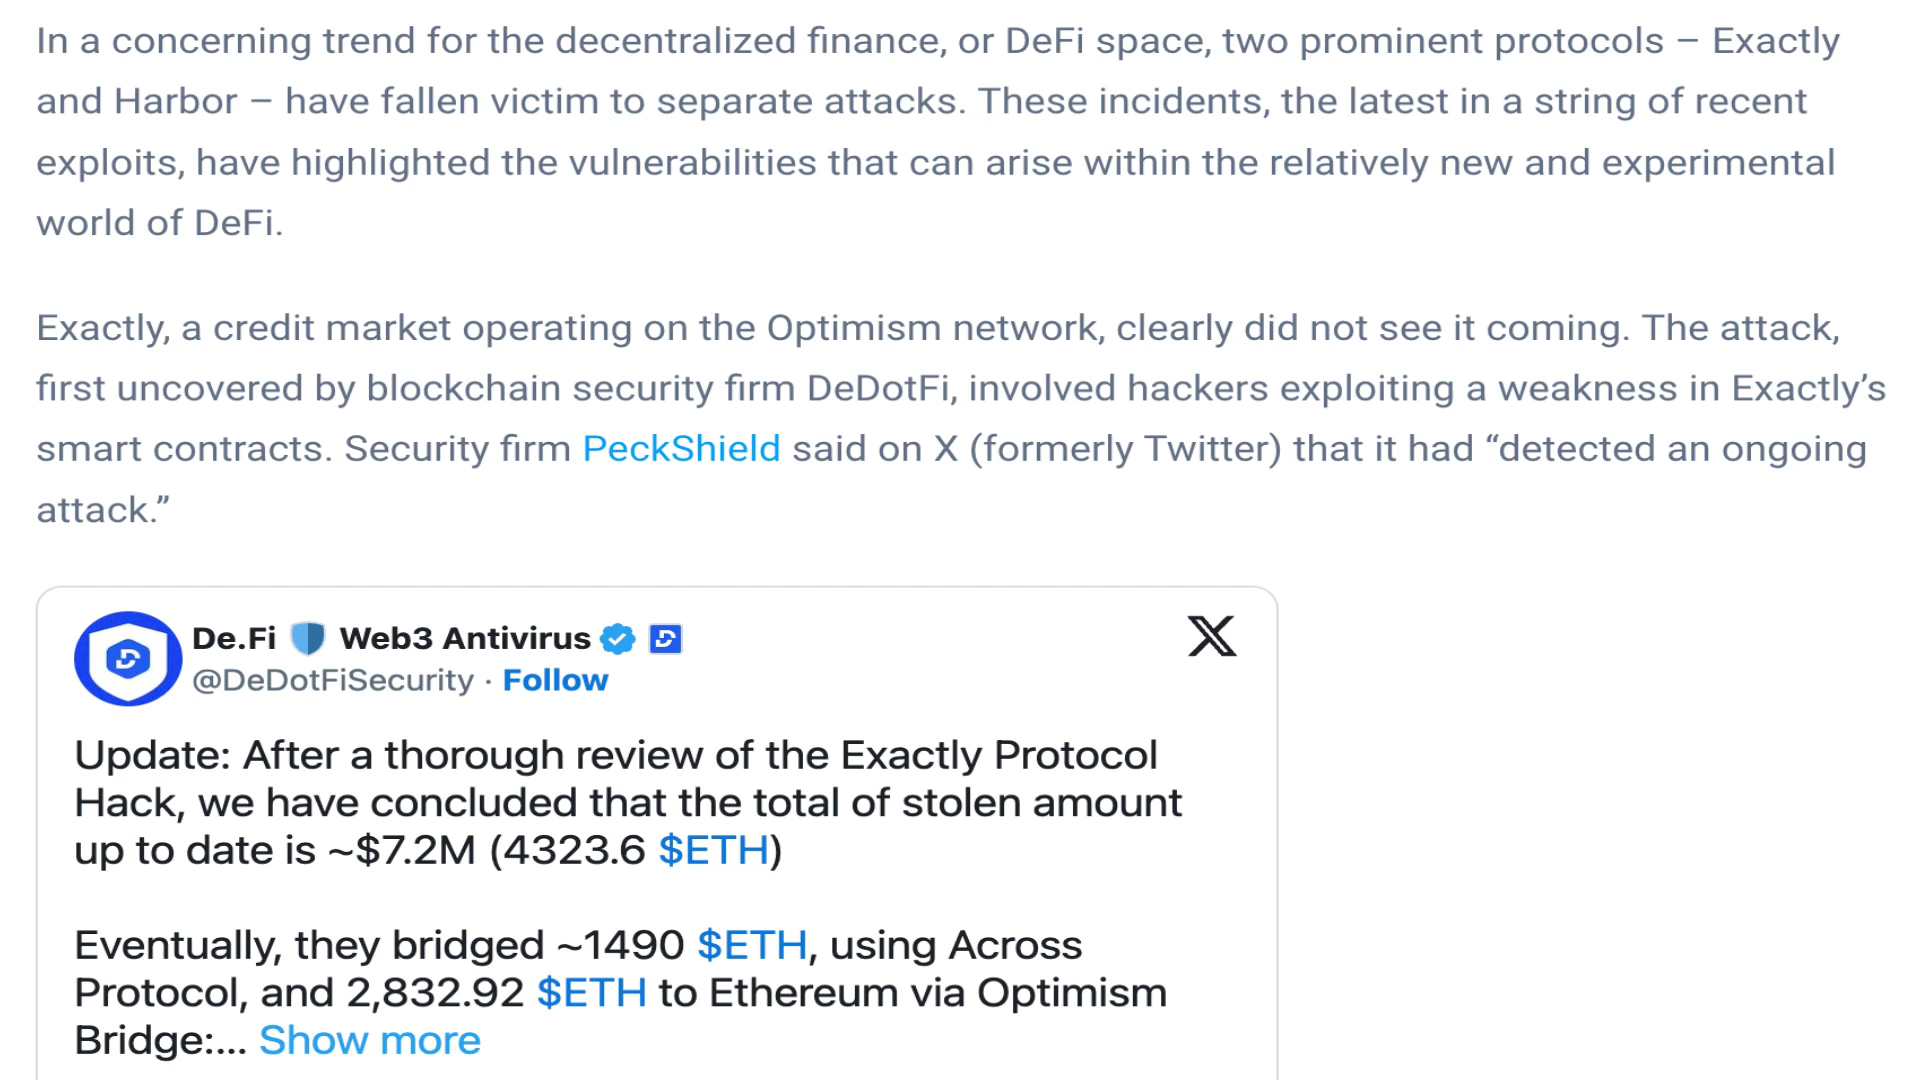 In a concerning trend for the decentralized finance, or DeFi space, two prominent protocols – Exactly
and Harbor – have fallen victim to separate attacks. These incidents, the latest in a string of recent
exploits, have highlighted the vulnerabilities that can arise within the relatively new and experimental
world of DeFi.
Exactly, a credit market operating on the Optimism network, clearly did not see it coming. The attack,
first uncovered by blockchain security firm DeDotFi, involved hackers exploiting a weakness in Exactly’s
smart contracts. Security firm PeckShield said on X (formerly Twitter) that it had “detected an ongoing
attack.”
De.Fi 🛡️ Web3 Antivirus
@DeDotFiSecurity · Follow
Update: After a thorough review of the Exactly Protocol
Hack, we have concluded that the total of stolen amount
up to date is ~$7.2M (4323.6 $ETH)
Eventually, they bridged ~1490 $ETH, using Across
Protocol, and 2,832.92 $ETH to Ethereum via Optimism
Bridge:... Show more